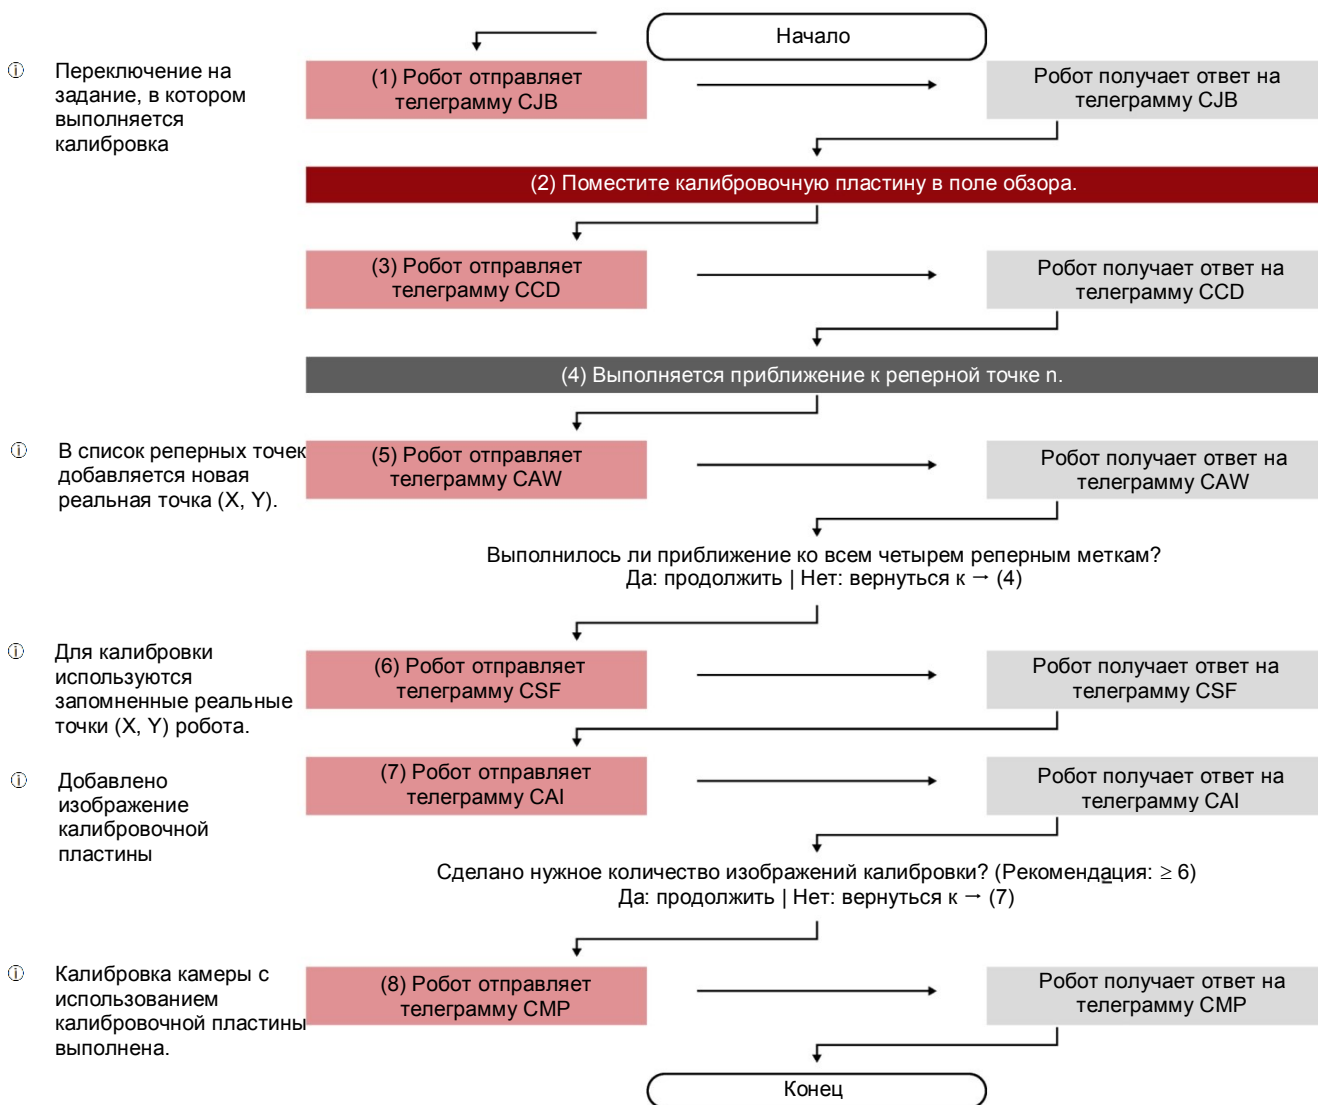 Начало
Переключение на
задание, в котором
выполняется
калибровка
(1) Робот отправляет
телеграмму CJB
Робот получает ответ на
телеграмму CJB
(2) Поместите калибровочную пластину в поле обзора.
(3) Робот отправляет
телеграмму CCD
Робот получает ответ на
телеграмму CCD
(4) Выполняется приближение к реперной точке n.
В список реперных точек
добавляется новая
реальная точка (X, Y).
(5) Робот отправляет
телеграмму CAW
Робот получает ответ на
телеграмму CAW
Выполнилось ли приближение ко всем четырем реперным меткам?
Да: продолжить | Нет: вернуться к → (4)
Для калибровки
используются
запомненные реальные
точки (X, Y) робота.
(6) Робот отправляет
телеграмму CSF
Робот получает ответ на
телеграмму CSF
Добавлено
изображение
калибровочной
пластины
(7) Робот отправляет
телеграмму CAI
Робот получает ответ на
телеграмму CAI
Сделано нужное количество изображений калибровки? (Рекомендация: ≥ 6)
Да: продолжить | Нет: вернуться к → (7)
Калибровка камеры с
использованием
калибровочной пластины
выполнена.
(8) Робот отправляет
телеграмму CMP
Робот получает ответ на
телеграмму CMP
Конец